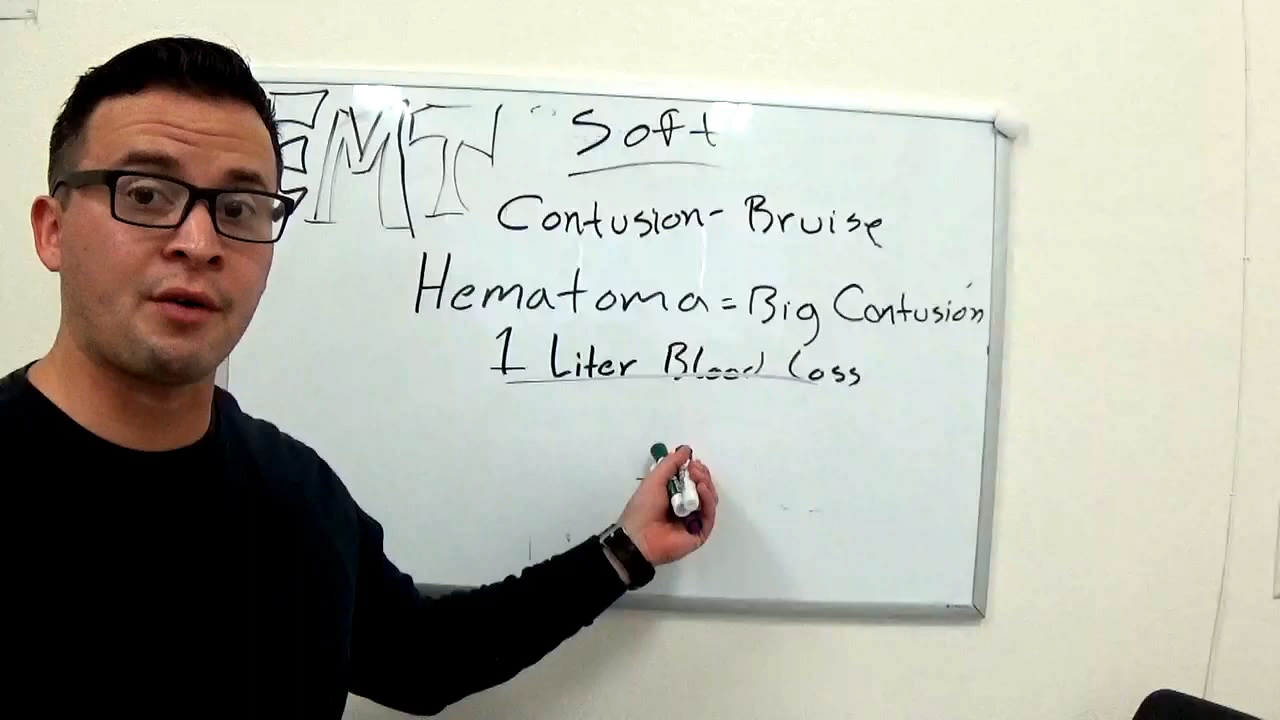 EMT
Soft
Contusion- Bruise
Hematoma = Big Contusion
1 Liter Blood Loss